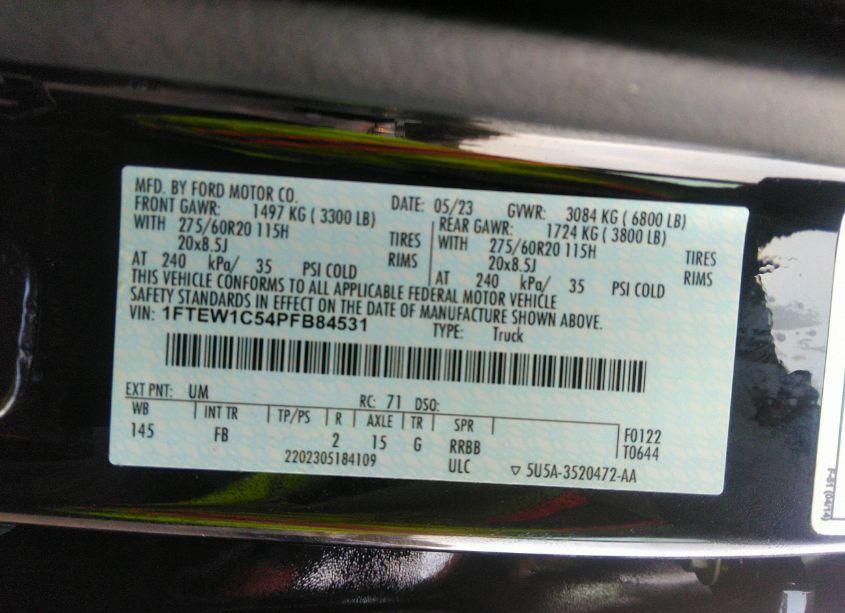 MFD. BY FORD MOTOR CO. DATE: 05/23 GVWR: 3084 KG ( 6800 LB)
FRONT GAWR: 1497 KG ( 3300 LB) REAR GAWR: 1724 KG ( 3800 LB)
WITH 275/60R20 115H TIRES WITH 275/60R20 115H TIRES
20x8.5J RIMS 20x8.5J RIMS
AT 240 kPa/ 35 PSI COLD AT 240 kPa/ 35 PSI COLD
THIS VEHICLE CONFORMS TO ALL APPLICABLE FEDERAL MOTOR VEHICLE
SAFETY STANDARDS IN EFFECT ON THE DATE OF MANUFACTURE SHOWN ABOVE.
VIN: 1FTEW1C54PFB84531 TYPE: Truck
EXT PNT: UM RC: 71 DSO:
WB INT TR TP/PS R AXLE TR SPR F0122
145 FB 2 15 G RRBB T0644
2202305184109 ULC ▽ 5U5A-3520472-AA